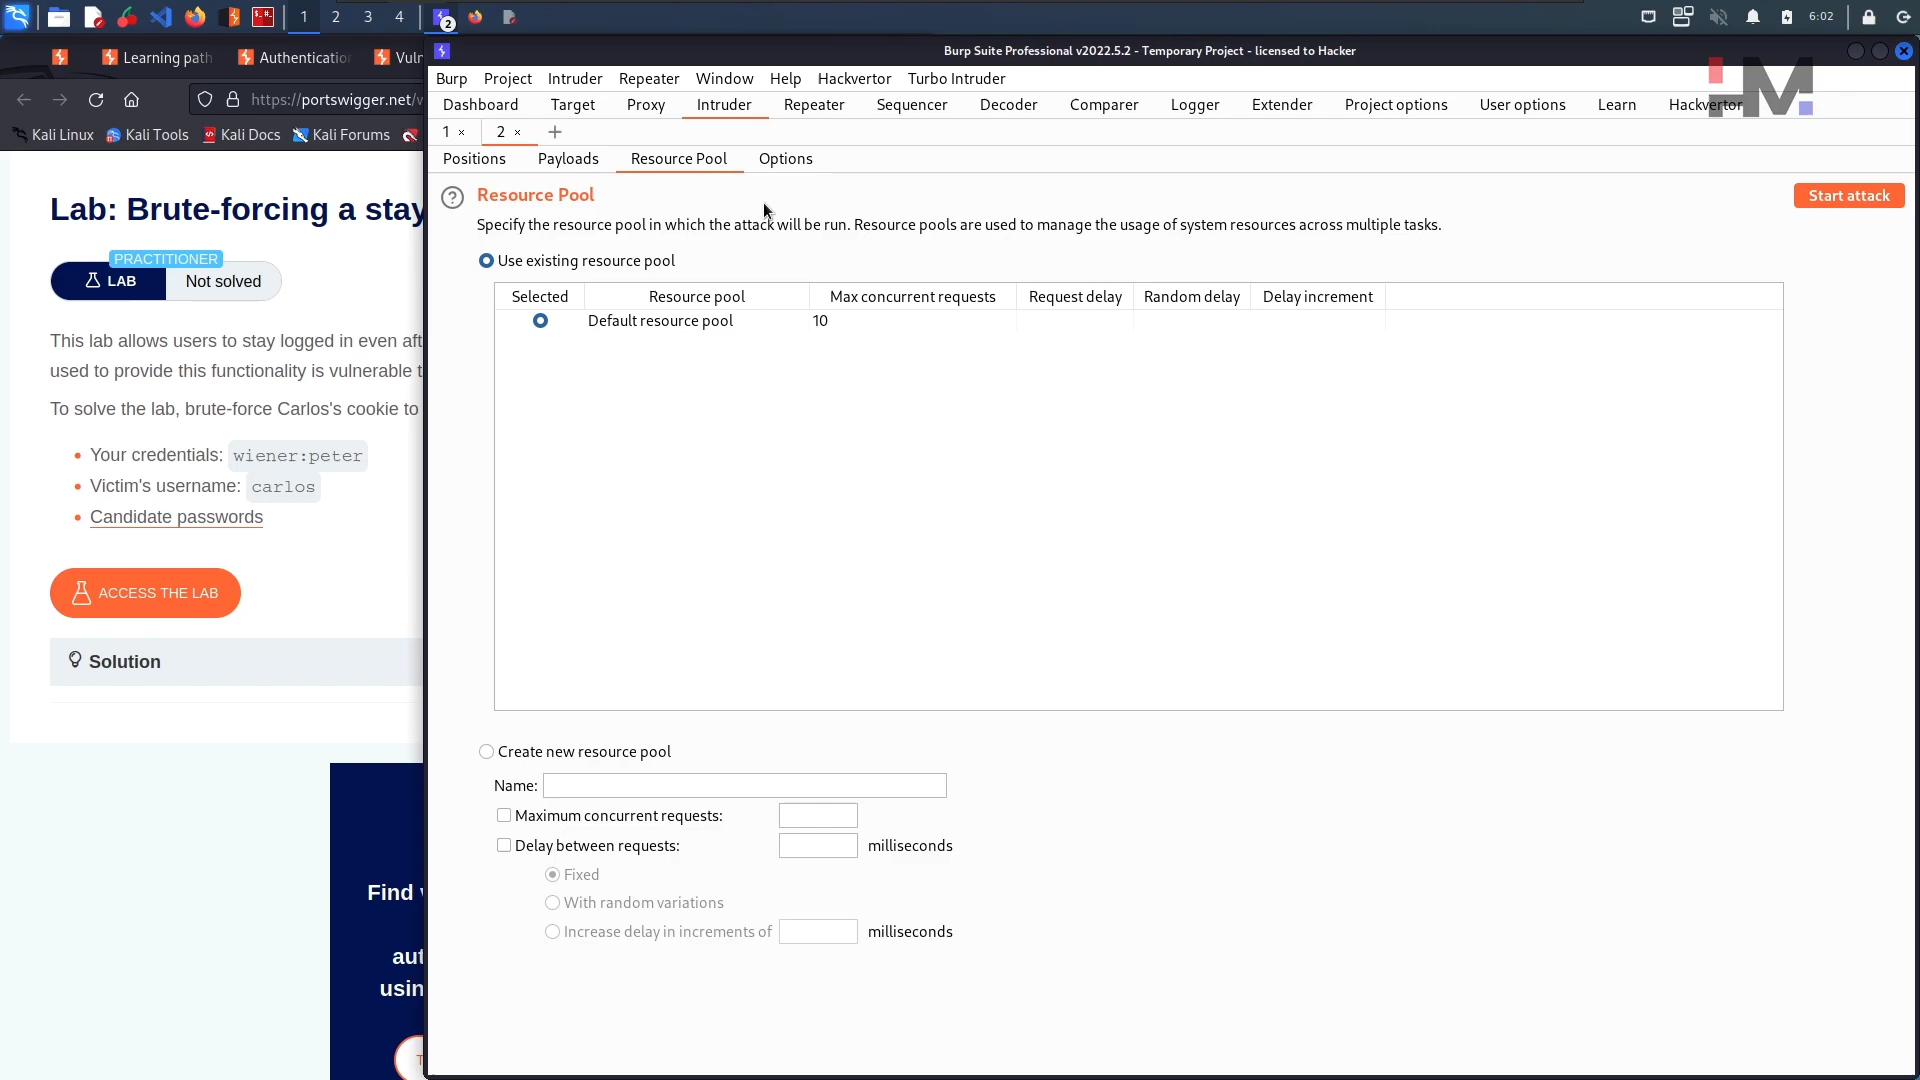 1
2
3
4
2
6:02
Learning path
Authenticatio
Vuln
https://portswigger.net/w
Kali Linux
Kali Tools
Kali Docs
Kali Forums
Lab: Brute-forcing a stay
PRACTITIONER
LAB
Not solved
This lab allows users to stay logged in even aft
used to provide this functionality is vulnerable t
To solve the lab, brute-force Carlos's cookie to
Your credentials: wiener:peter
Victim's username: carlos
Candidate passwords
ACCESS THE LAB
Solution
Find
aut
usin
T
Burp Suite Professional v2022.5.2 - Temporary Project - licensed to Hacker
Burp Project Intruder Repeater Window Help Hackvertor Turbo Intruder
Dashboard Target Proxy Intruder Repeater Sequencer Decoder Comparer Logger Extender Project options User options Learn Hackvertor
HM
1 × 2 × +
Positions Payloads Resource Pool Options
? Resource Pool
Start attack
Specify the resource pool in which the attack will be run. Resource pools are used to manage the usage of system resources across multiple tasks.
Use existing resource pool
Selected Resource pool Max concurrent requests Request delay Random delay Delay increment
Default resource pool 10
Create new resource pool
Name:
Maximum concurrent requests:
Delay between requests: milliseconds
Fixed
With random variations
Increase delay in increments of milliseconds